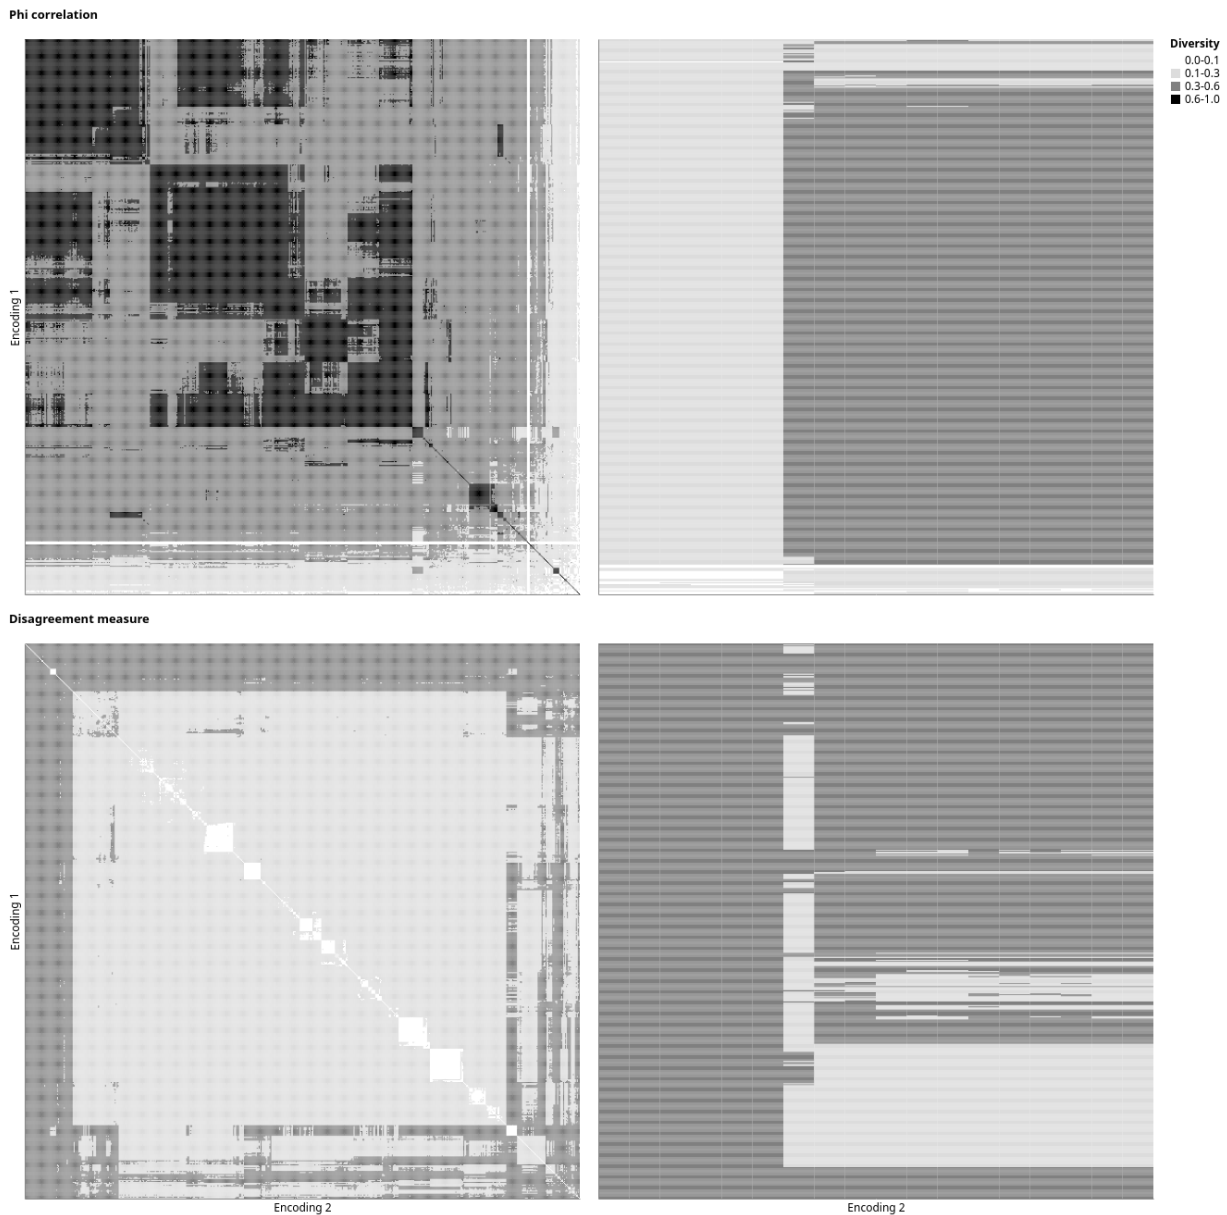 Phi correlation
Diversity
0.0-0.1
0.1-0.3
0.3-0.6
0.6-1.0
Encoding 1
Disagreement measure
Encoding 1
Encoding 2
Encoding 2